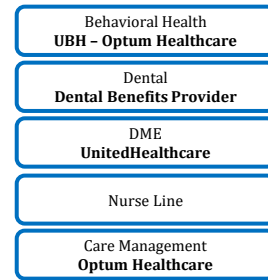 Behavioral Health
UBH – Optum Healthcare
Dental
Dental Benefits Provider
DME
UnitedHealthcare
Nurse Line
Care Management
Optum Healthcare